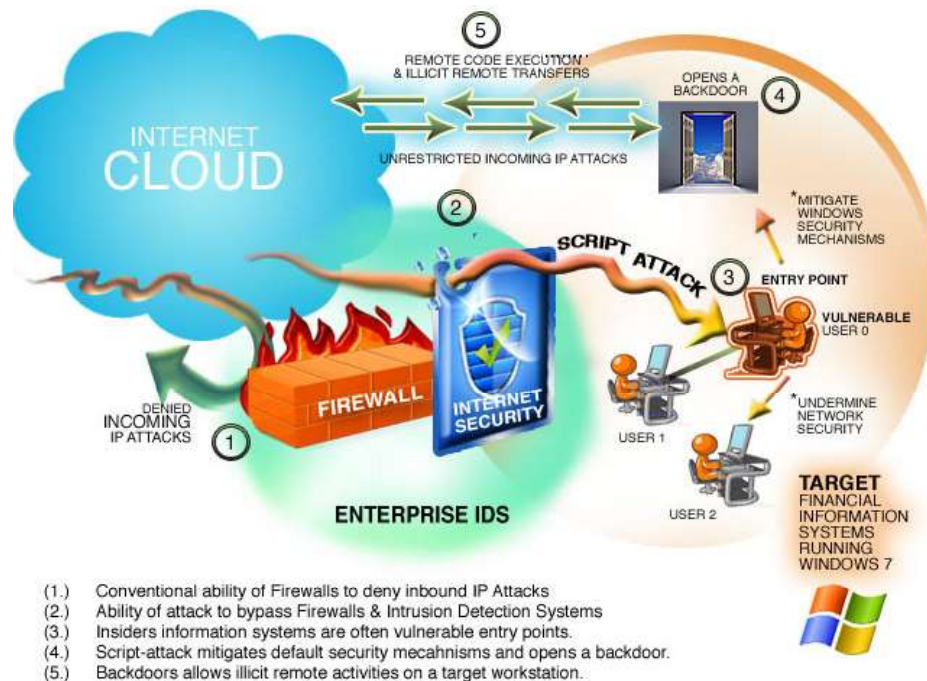 5
REMOTE CODE EXECUTION
& ILLICIT REMOTE TRANSFERS
OPENS A
BACKDOOR
4
INTERNET
CLOUD
UNRESTRICTED INCOMING IP ATTACKS
2
*MITIGATE
WINDOWS
SECURITY
MECHANISMS
SCRIPT ATTACK
3
ENTRY POINT
VULNERABLE
USER 0
FIREWALL
INTERNET
SECURITY
DENIED
INCOMING
IP ATTACKS
1
USER 1
*UNDERMINE
NETWORK
SECURITY
USER 2
ENTERPRISE IDS
TARGET
FINANCIAL
INFORMATION
SYSTEMS
RUNNING
WINDOWS 7
(1.) Conventional ability of Firewalls to deny inbound IP Attacks
(2.) Ability of attack to bypass Firewalls & Intrusion Detection Systems
(3.) Insiders information systems are often vulnerable entry points.
(4.) Script-attack mitigates default security mecahnisms and opens a backdoor.
(5.) Backdoors allows illicit remote activities on a target workstation.